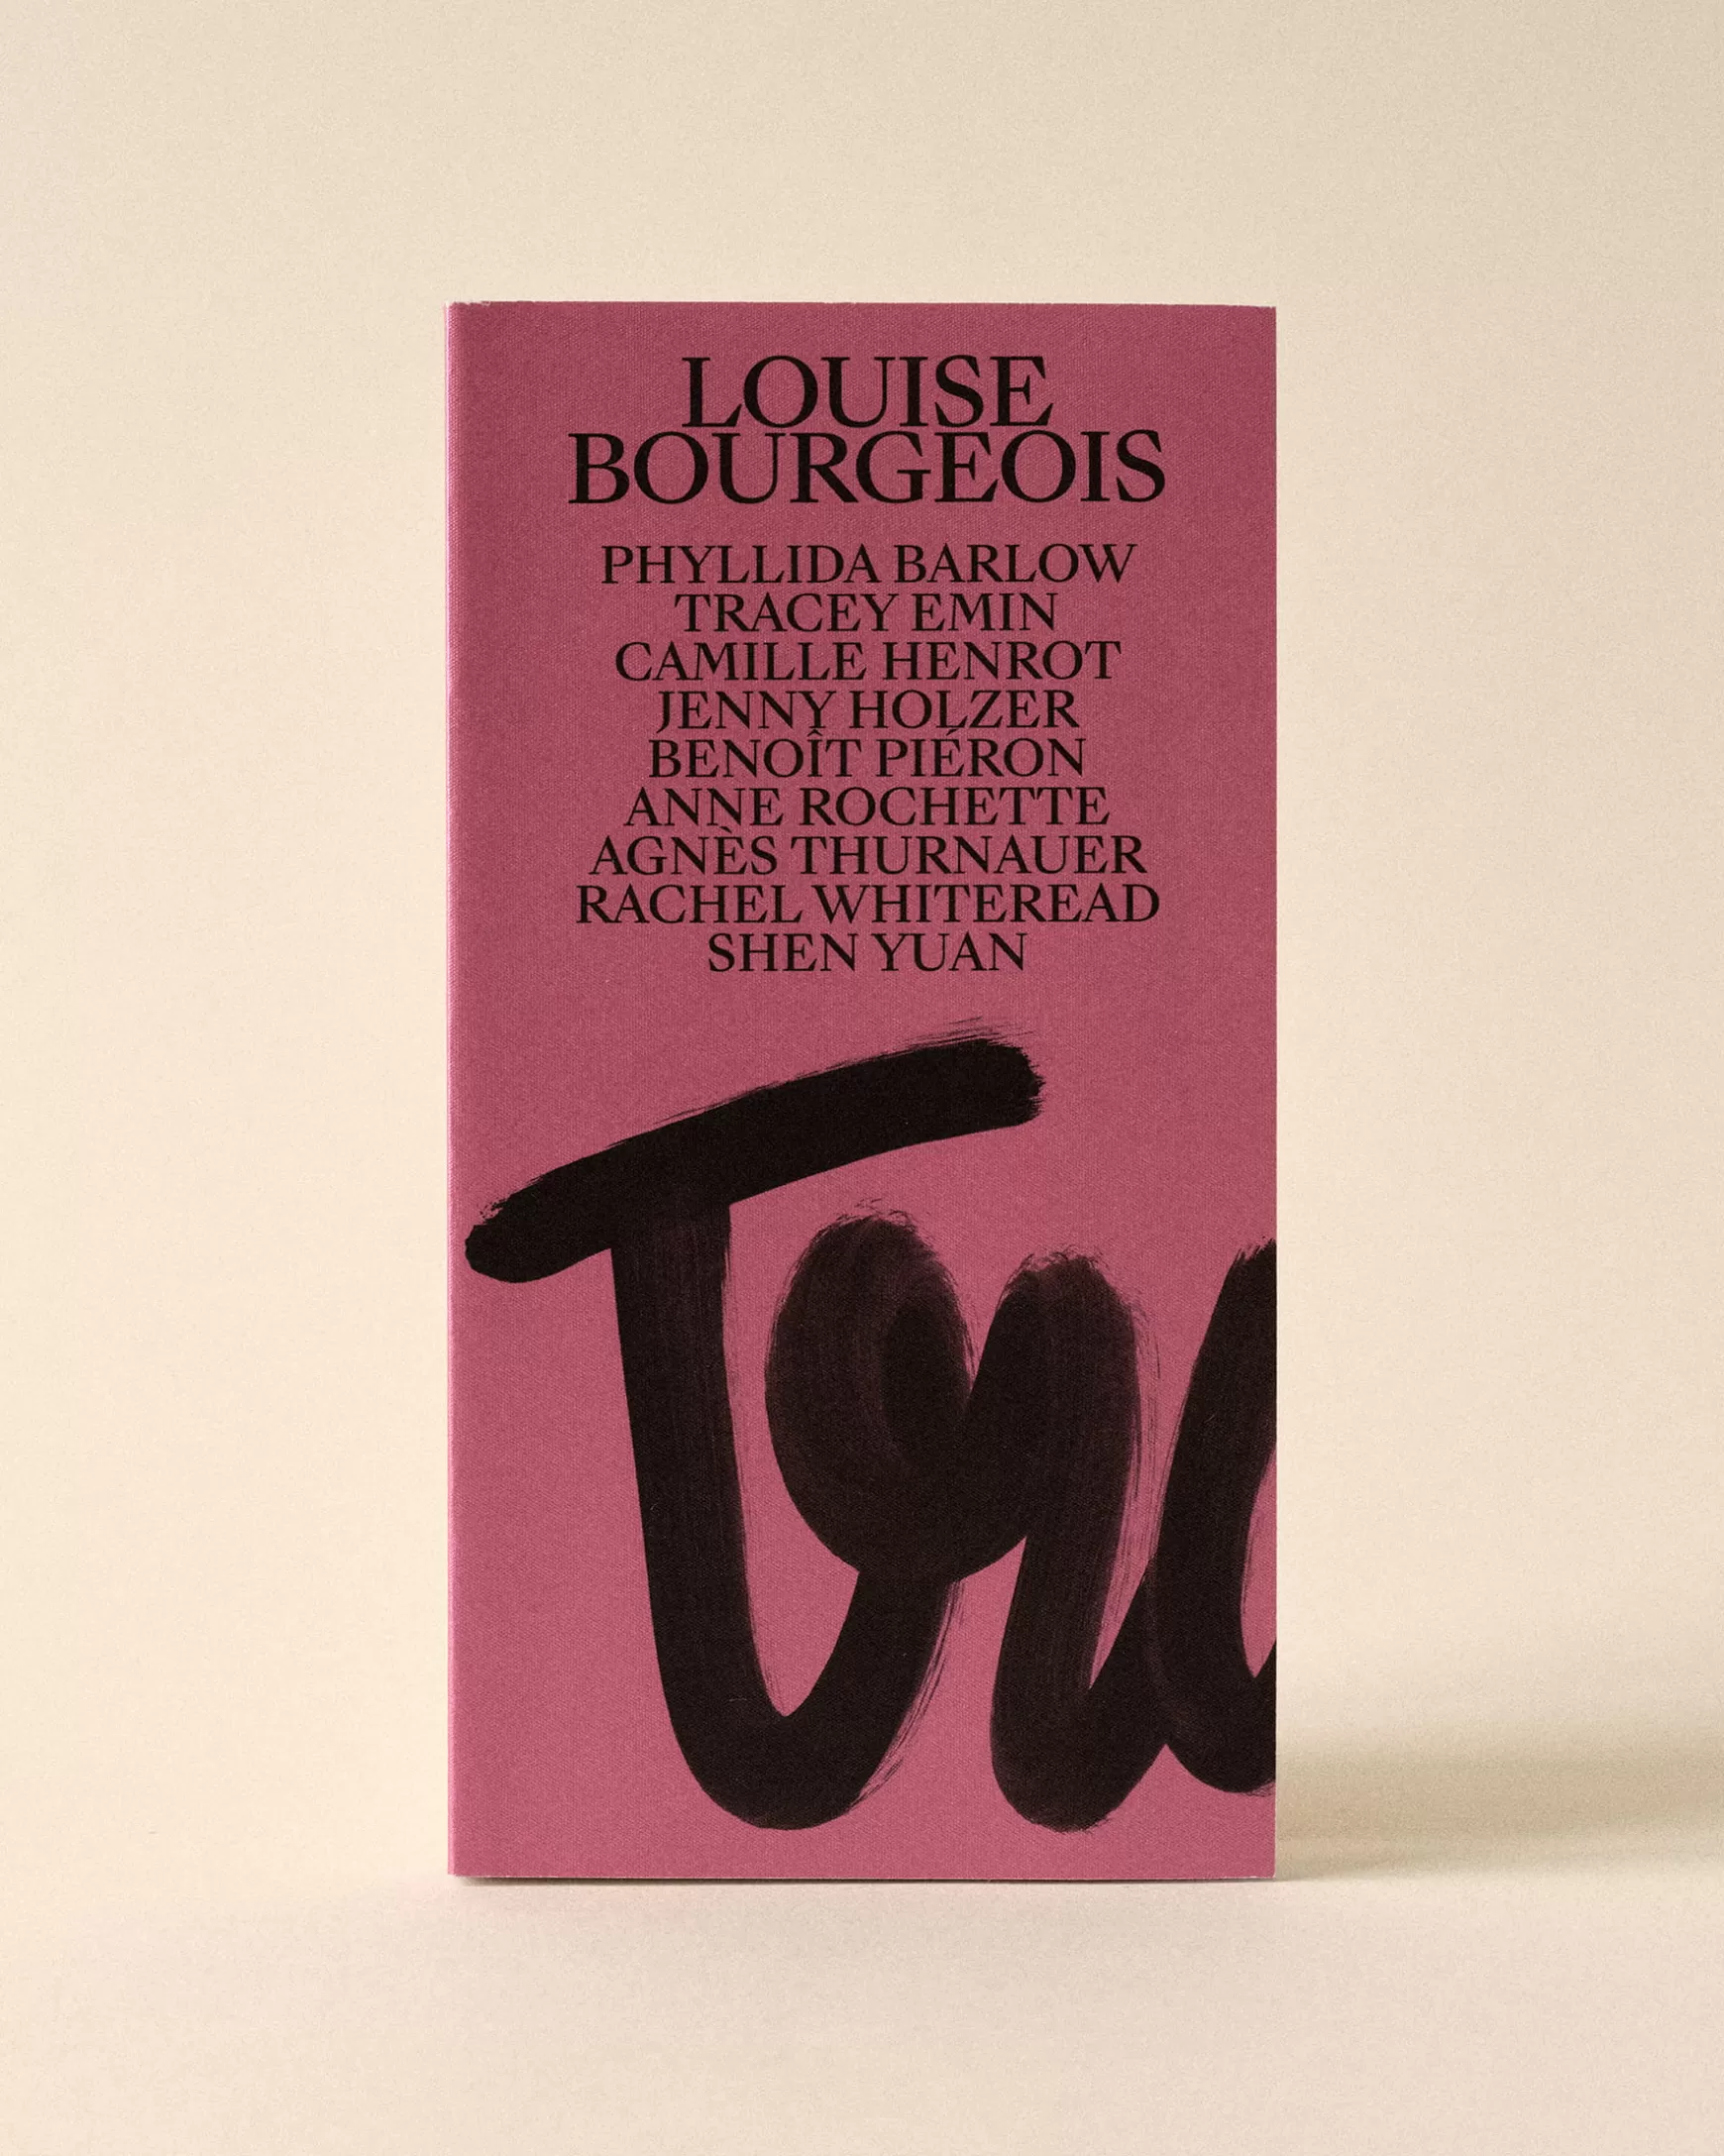 LOUISE
BOURGEOIS
PHYLLIDA BARLOW
TRACEY EMIN
CAMILLE HENROT
JENNY HOLZER
BENOÎT PIÉRON
ANNE ROCHETTE
AGNÈS THURNAUER
RACHEL WHITEREAD
SHEN YUAN